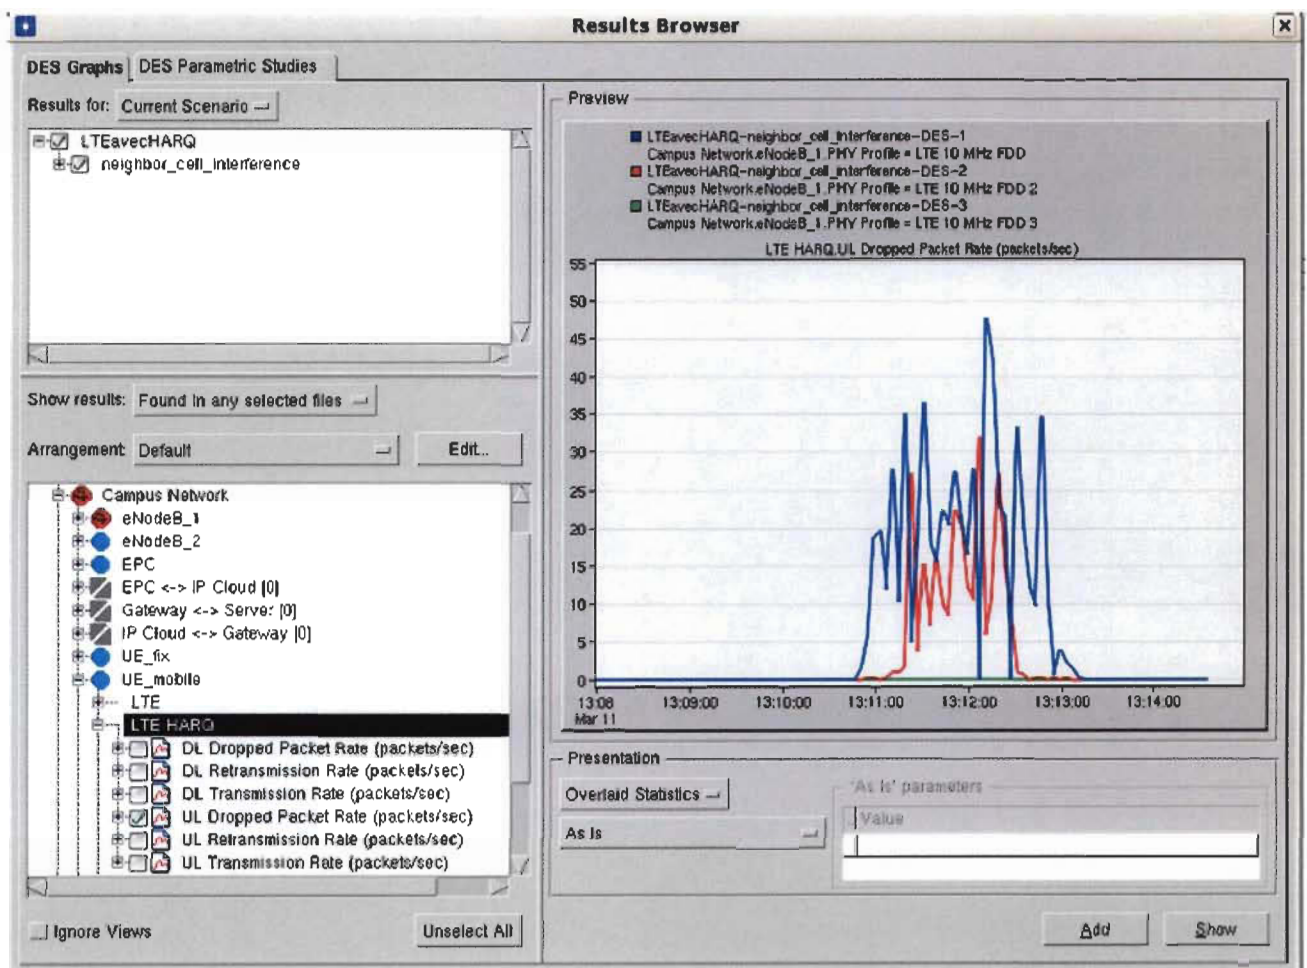 Results Browser
DES Graphs
DES Parametric Studies
Results for: Current Scenario
LTEavecHARQ
neighbor_cell_interference
Show results: Found in any selected files
Arrangement: Default
Edit...
Campus Network
eNodeB_1
eNodeB_2
EPC
EPC <-> IP Cloud [0]
Gateway <-> Server [0]
IP Cloud <-> Gateway [0]
UE_fix
UE_mobile
LTE
LTE HARQ
DL Dropped Packet Rate (packets/sec)
DL Retransmission Rate (packets/sec)
DL Transmission Rate (packets/sec)
UL Dropped Packet Rate (packets/sec)
UL Retransmission Rate (packets/sec)
UL Transmission Rate (packets/sec)
Ignore Views
Unselect All
Preview
LTEavecHARQ-neighbor_cell_interference-DES-1
Campus Network.eNodeB_1.PHY Profile = LTE 10 MHz FDD
LTEavecHARQ-neighbor_cell_interference-DES-2
Campus Network.eNodeB_1.PHY Profile = LTE 10 MHz FDD 2
LTEavecHARQ-neighbor_cell_interference-DES-3
Campus Network.eNodeB_1.PHY Profile = LTE 10 MHz FDD 3
LTE HARQ.UL Dropped Packet Rate (packets/sec)
55
50
45
40
35
30
25
20
15
10
5
0
13:08 13:09:00 13:10:00 13:11:00 13:12:00 13:13:00 13:14:00
Mar 11
Presentation
Overlaid Statistics
As Is
'As Is' parameters
Value
Add
Show